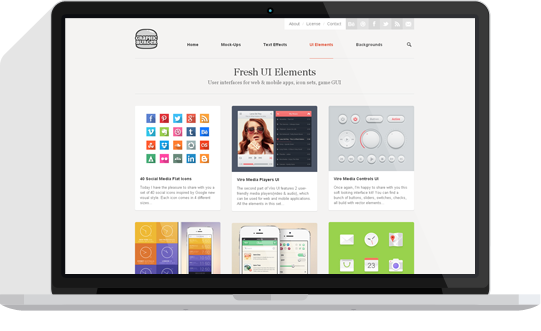 About License Contact
GRAPHIC
BURGER
Home Mock-Ups Text Effects UI Elements Backgrounds
Fresh UI Elements
User interfaces for web & mobile apps, icon sets, game GUI
40 Social Media Flat Icons
Today I have the pleasure to share with you a
set of 40 social icons inspired by Google new
visual style. Each icon comes in 4 different
sizes
Viro Media Players UI
The second part of Viro UI features 2 user
friendly media players(video & audio), which
can be used for web and mobile applications.
All the elements in this set
Viro Media Controls UI
Once again, I'm happy to share with you this
soft looking interface kit! You can find a
bunch of buttons, sliders, switches, checks,
all build with vector elements
23